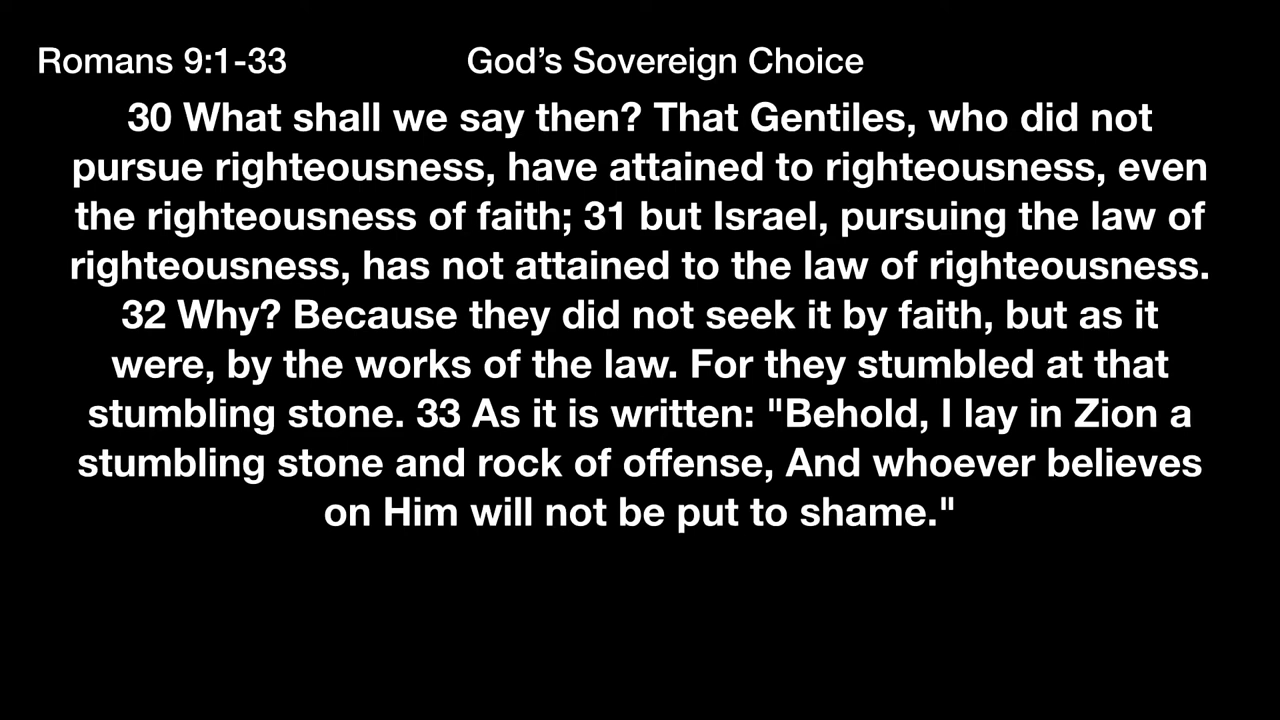 Romans 9:1-33 God’s Sovereign Choice
30 What shall we say then? That Gentiles, who did not
pursue righteousness, have attained to righteousness, even
the righteousness of faith; 31 but Israel, pursuing the law of
righteousness, has not attained to the law of righteousness.
32 Why? Because they did not seek it by faith, but as it
were, by the works of the law. For they stumbled at that
stumbling stone. 33 As it is written: "Behold, I lay in Zion a
stumbling stone and rock of offense, And whoever believes
on Him will not be put to shame."